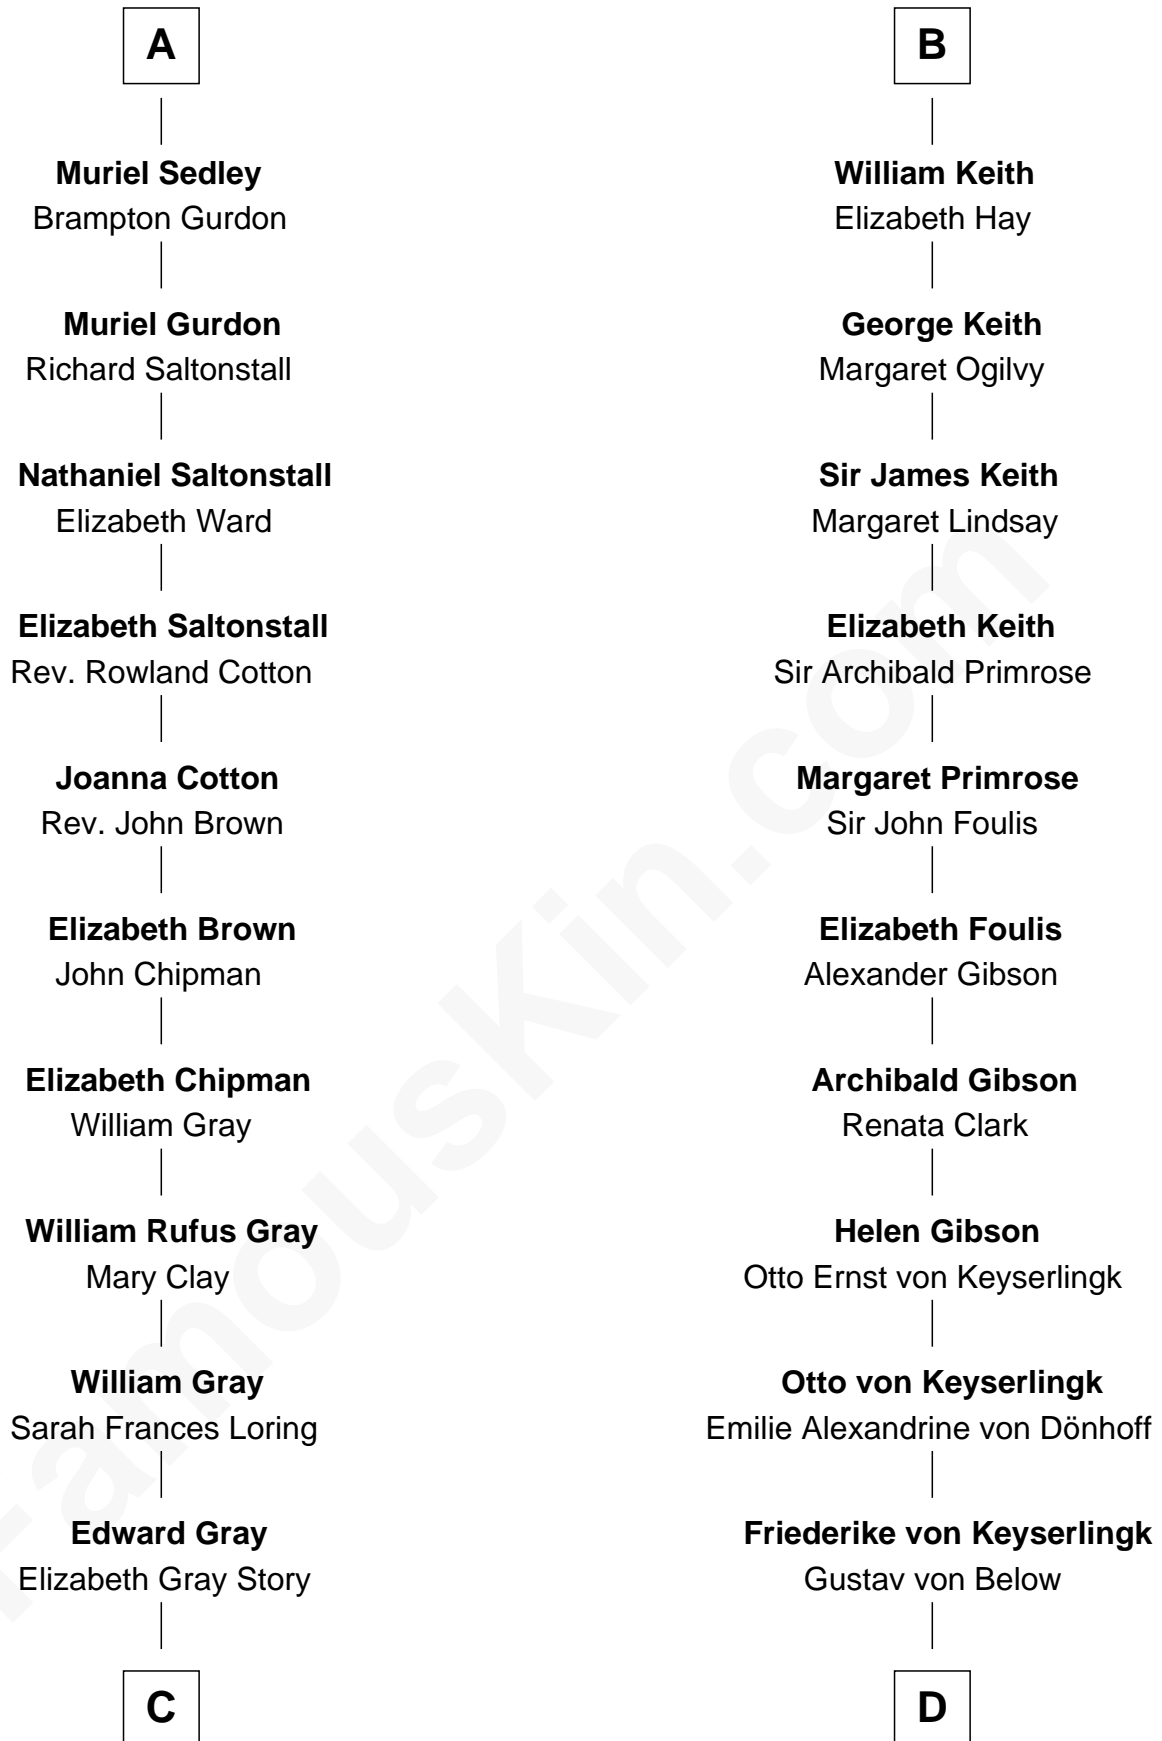 A
Muriel Sedley
Brampton Gurdon
Muriel Gurdon
Richard Saltonstall
Nathaniel Saltonstall
Elizabeth Ward
Elizabeth Saltonstall
Rev. Rowland Cotton
Joanna Cotton
Rev. John Brown
Elizabeth Brown
John Chipman
Elizabeth Chipman
William Gray
William Rufus Gray
Mary Clay
William Gray
Sarah Frances Loring
Edward Gray
Elizabeth Gray Story
C
B
William Keith
Elizabeth Hay
George Keith
Margaret Ogilvy
Sir James Keith
Margaret Lindsay
Elizabeth Keith
Sir Archibald Primrose
Margaret Primrose
Sir John Foulis
Elizabeth Foulis
Alexander Gibson
Archibald Gibson
Renata Clark
Helen Gibson
Otto Ernst von Keyserlingk
Otto von Keyserlingk
Emilie Alexandrine von Dönhoff
Friederike von Keyserlingk
Gustav von Below
D
FamousKin.com